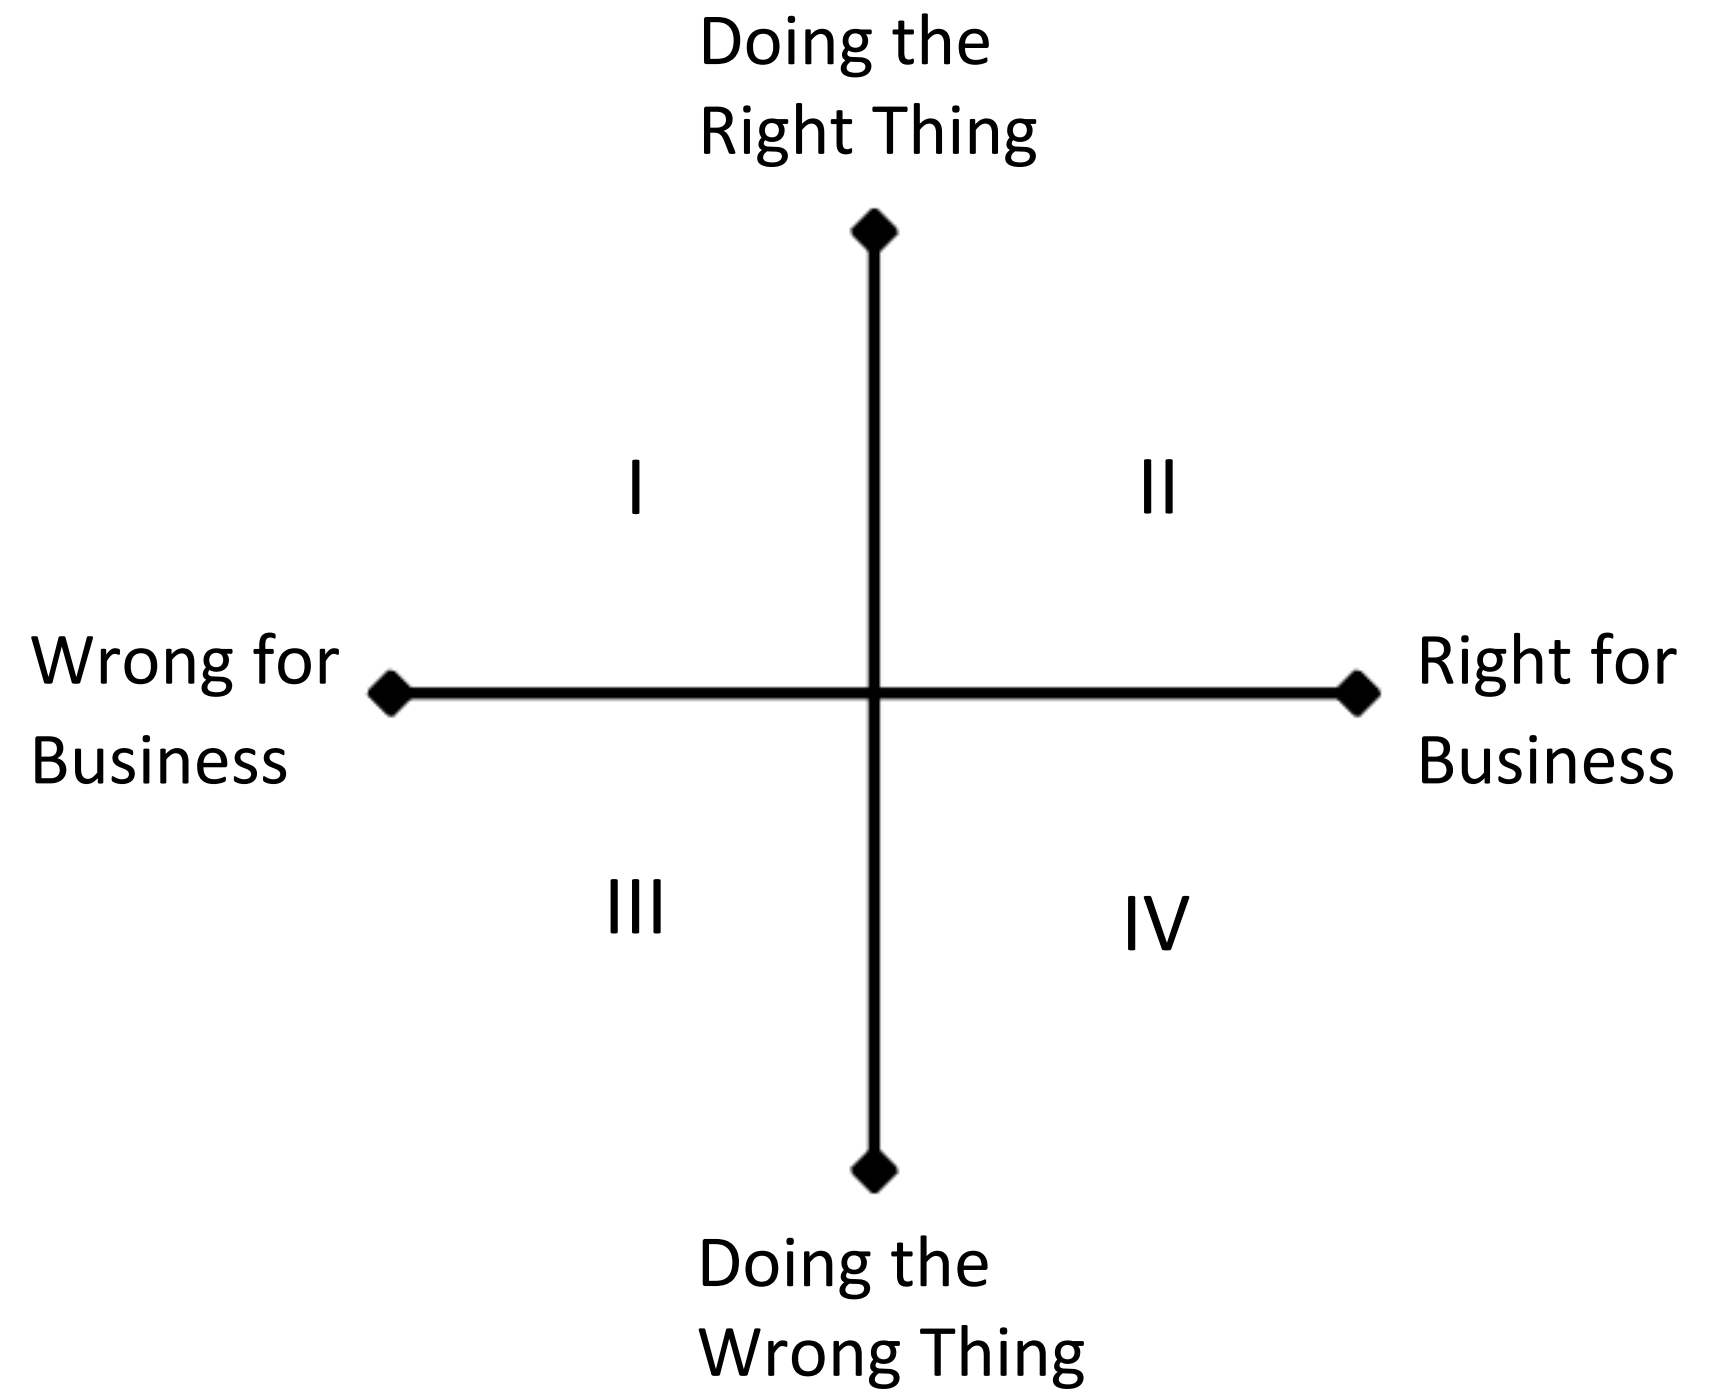 Doing the
Right Thing
I
II
Wrong for
Business
Right for
Business
III
IV
Doing the
Wrong Thing